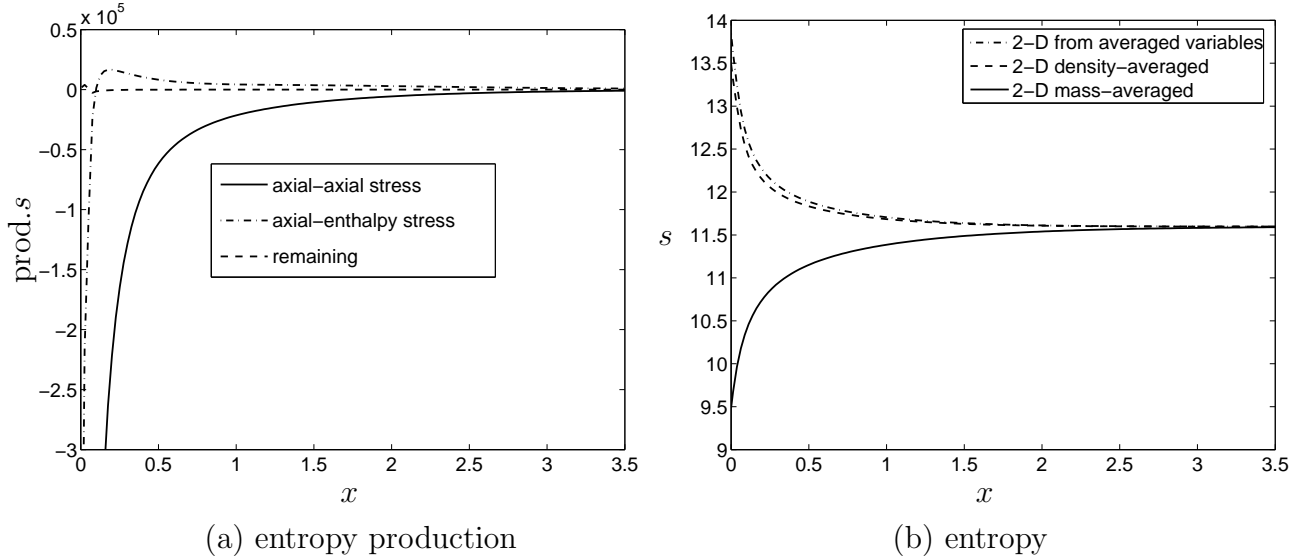 x 10^5
0.5
0
−0.5
−1
−1.5
−2
−2.5
−3
prod.s
axial−axial stress
axial−enthalpy stress
remaining
0 0.5 1 1.5 2 2.5 3 3.5
x
(a) entropy production
14
13.5
13
12.5
12
11.5
11
10.5
10
9.5
9
s
2−D from averaged variables
2−D density−averaged
2−D mass−averaged
0 0.5 1 1.5 2 2.5 3 3.5
x
(b) entropy